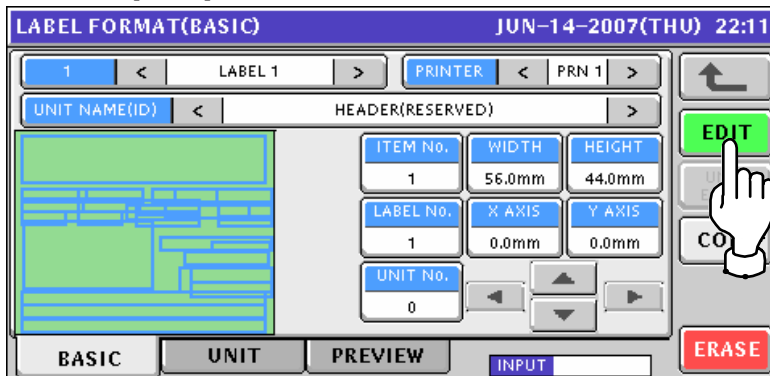 LABEL FORMAT(BASIC) JUN-14-2007(THU) 22:11
1 < LABEL 1 > PRINTER < PRN 1 >
UNIT NAME(ID) < HEADER(RESERVED) >
EDIT
ITEM No. WIDTH HEIGHT
1 56.0mm 44.0mm
LABEL No. X AXIS Y AXIS
1 0.0mm 0.0mm
UNIT No.
0
ERASE
BASIC UNIT PREVIEW INPUT